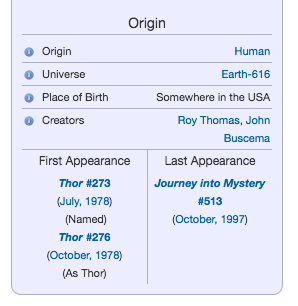 Origin
Origin Human
Universe Earth-616
Place of Birth Somewhere in the USA
Creators Roy Thomas, John
Buscema
First Appearance
Thor #273
(July, 1978)
(Named)
Thor #276
(October, 1978)
(As Thor)
Last Appearance
Journey into Mystery
#513
(October, 1997)